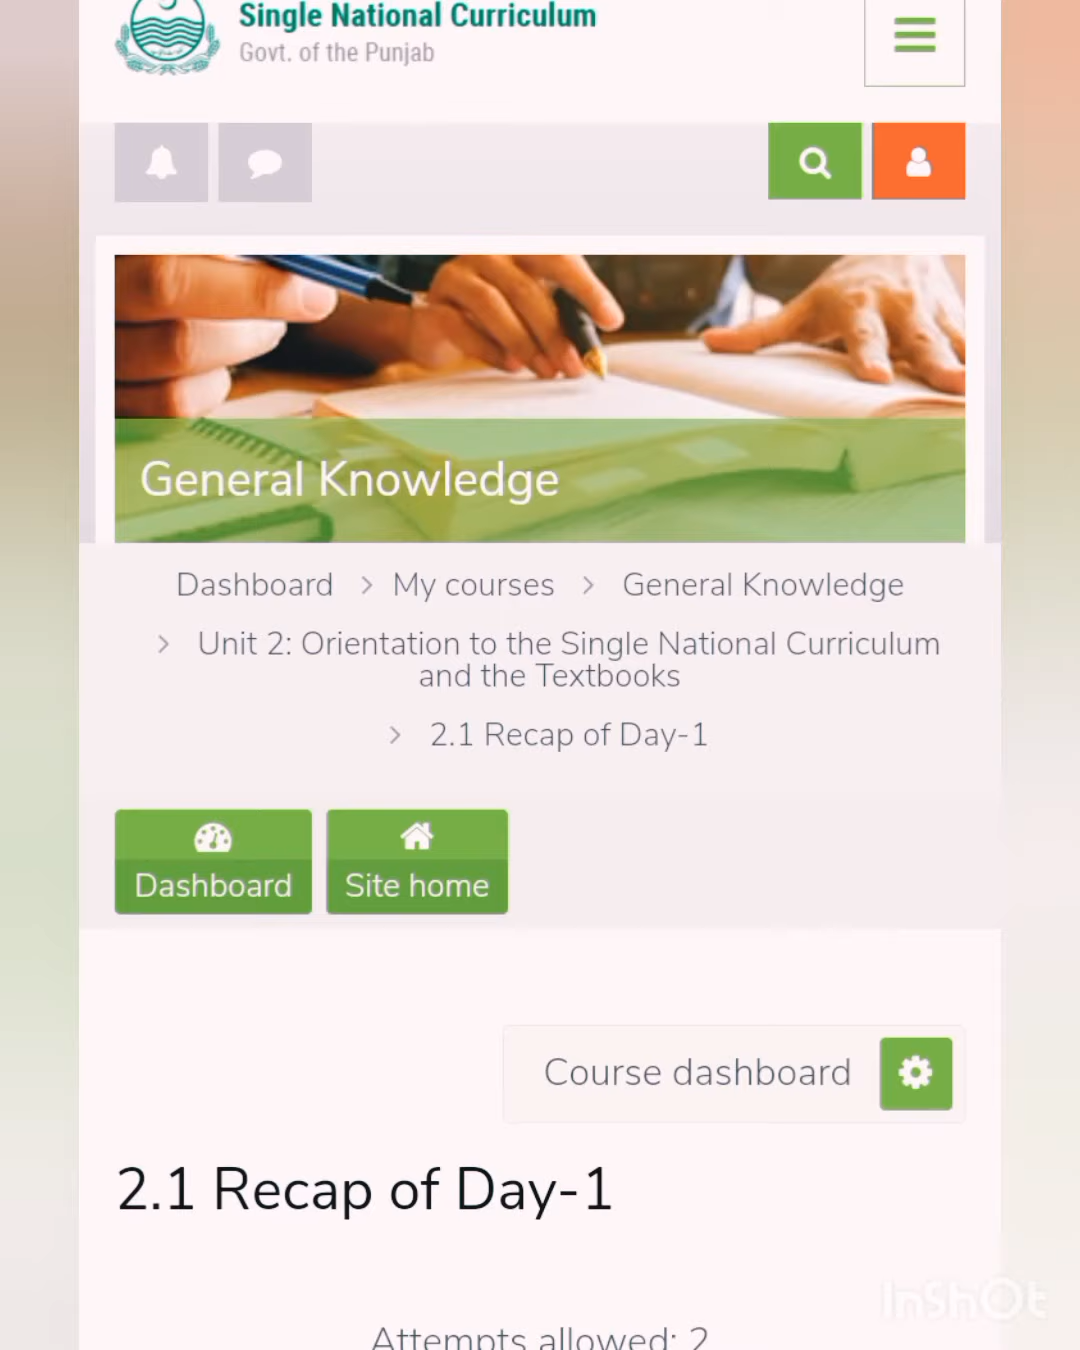 Single National Curriculum
Govt. of the Punjab
General Knowledge
Dashboard > My courses > General Knowledge
> Unit 2: Orientation to the Single National Curriculum
and the Textbooks
> 2.1 Recap of Day-1
Dashboard Site home
Course dashboard
2.1 Recap of Day-1
InShOt
Attempts allowed: 2